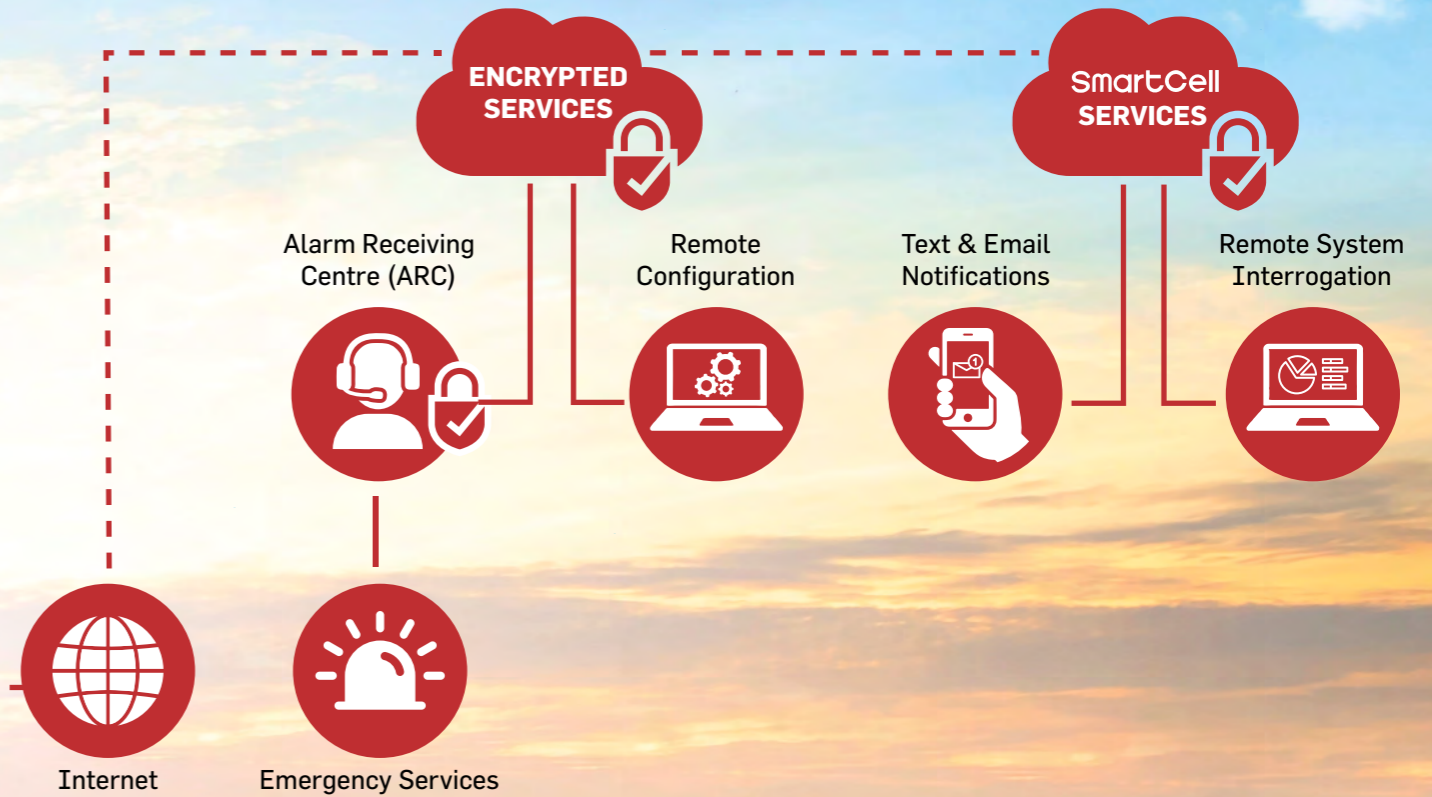 ENCRYPTED
SERVICES
SmartCell
SERVICES
Alarm Receiving
Centre (ARC)
Remote
Configuration
Text & Email
Notifications
Remote System
Interrogation
1
Internet
Emergency Services